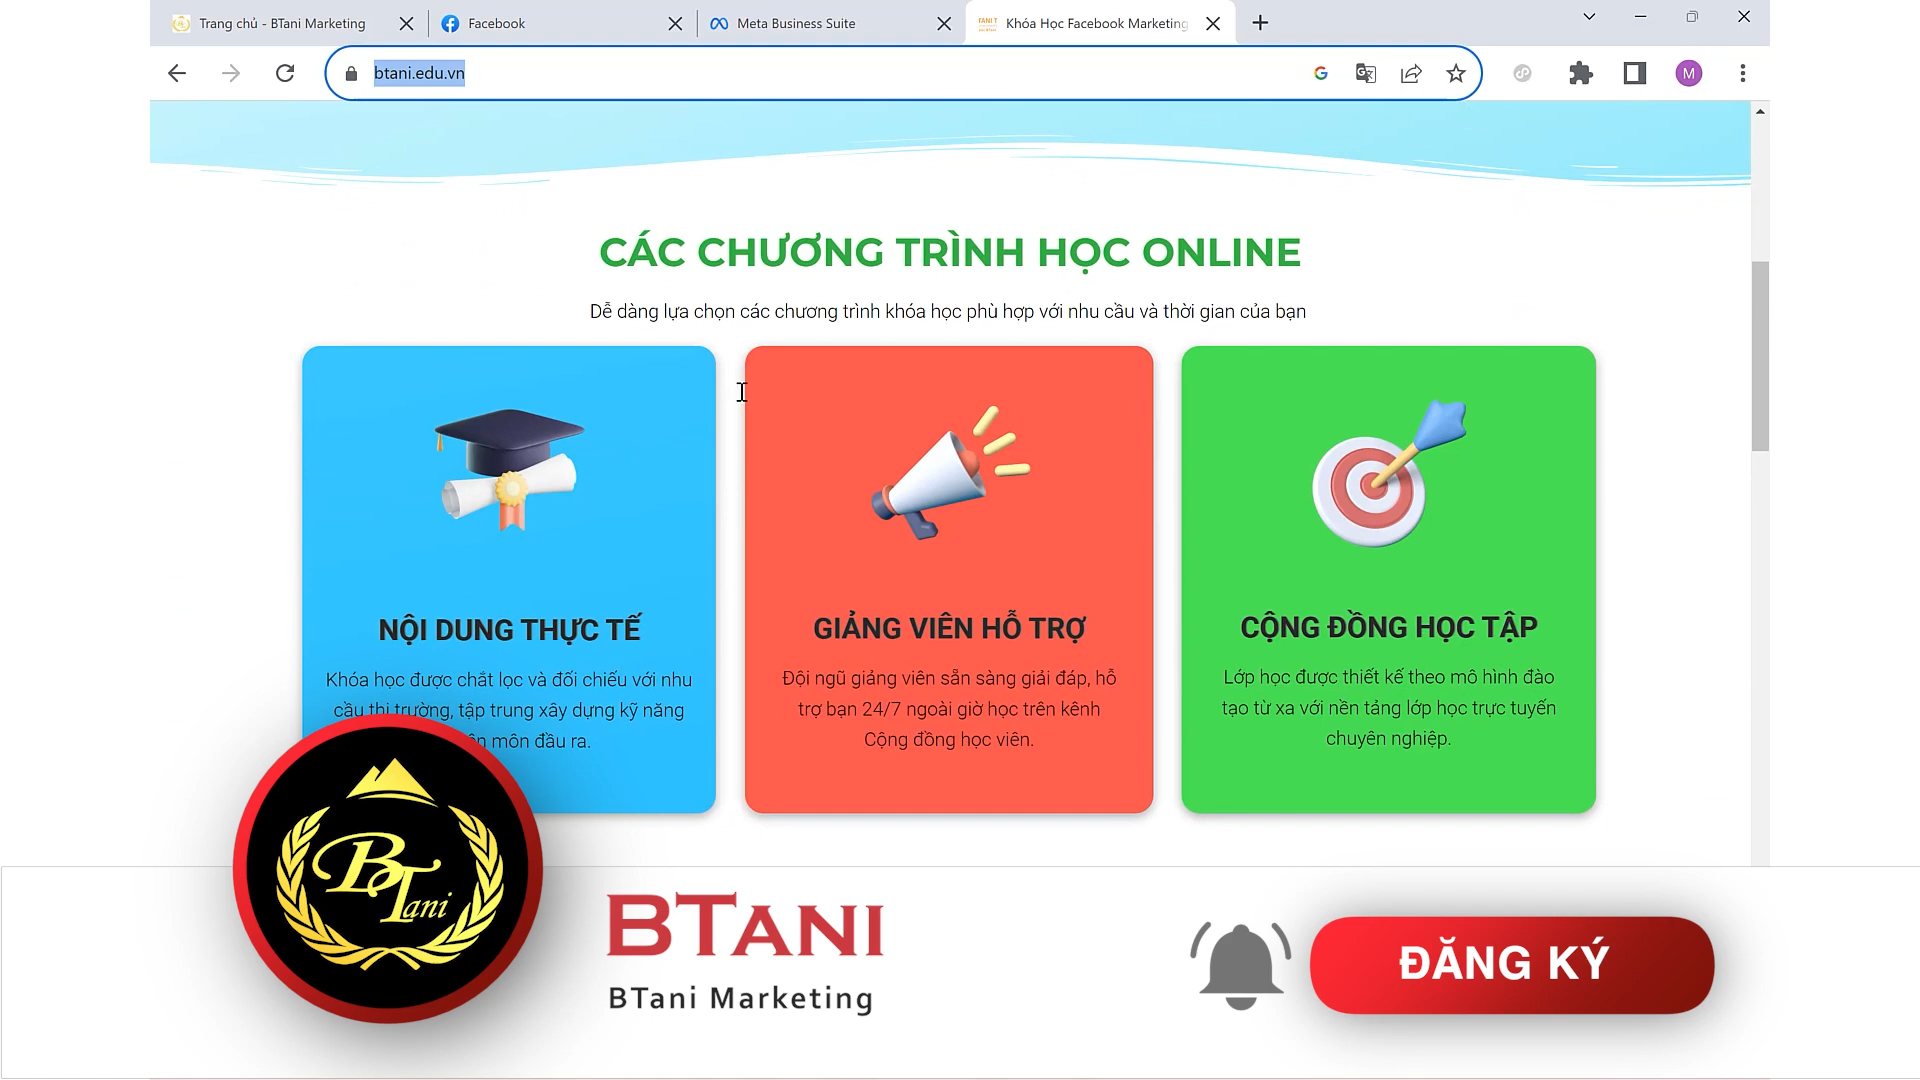 Trang chủ - BTani Marketing
Facebook
Meta Business Suite
Khóa Học Facebook Marketing
btani.edu.vn
M
CÁC CHƯƠNG TRÌNH HỌC ONLINE
Dễ dàng lựa chọn các chương trình khóa học phù hợp với nhu cầu và thời gian của bạn
NỘI DUNG THỰC TẾ
Khóa học được chắt lọc và đối chiếu với nhu
cầu thị trường, tập trung xây dựng kỹ năng
môn đầu ra.
GIẢNG VIÊN HỖ TRỢ
Đội ngũ giảng viên sẵn sàng giải đáp, hỗ
trợ bạn 24/7 ngoài giờ học trên kênh
Cộng đồng học viên.
CỘNG ĐỒNG HỌC TẬP
Lớp học được thiết kế theo mô hình đào
tạo từ xa với nền tảng lớp học trực tuyến
chuyên nghiệp.
BTani
BTANI
BTani Marketing
ĐĂNG KÝ